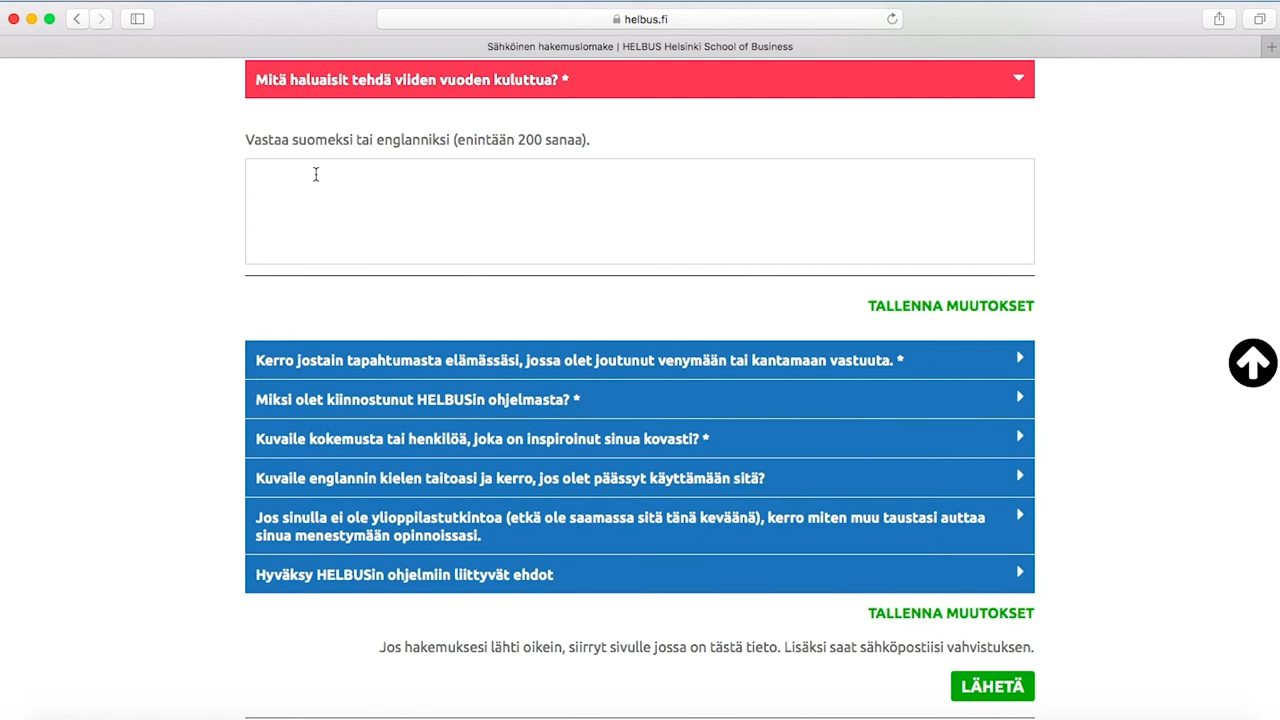 helbus.fi
Sähköinen hakemuslomake | HELBUS Helsinki School of Business
Mitä haluaisit tehdä viiden vuoden kuluttua? *
Vastaa suomeksi tai englanniksi (enintään 200 sanaa).
TALLENNA MUUTOKSET
Kerro jostain tapahtumasta elämässäsi, jossa olet joutunut venymään tai kantamaan vastuuta. *
Miksi olet kiinnostunut HELBUSin ohjelmasta? *
Kuvaile kokemusta tai henkilöä, joka on inspiroinut sinua kovasti? *
Kuvaile englannin kielen taitoasi ja kerro, jos olet päässyt käyttämään sitä?
Jos sinulla ei ole ylioppilastutkintoa (etkä ole saamassa sitä tänä keväänä), kerro miten muu taustasi auttaa
sinua menestymään opinnoissasi.
Hyväksy HELBUSin ohjelmiin liittyvät ehdot
TALLENNA MUUTOKSET
Jos hakemuksesi lähti oikein, siirryt sivulle jossa on tästä tieto. Lisäksi saat sähköpostiisi vahvistuksen.
LÄHETÄ